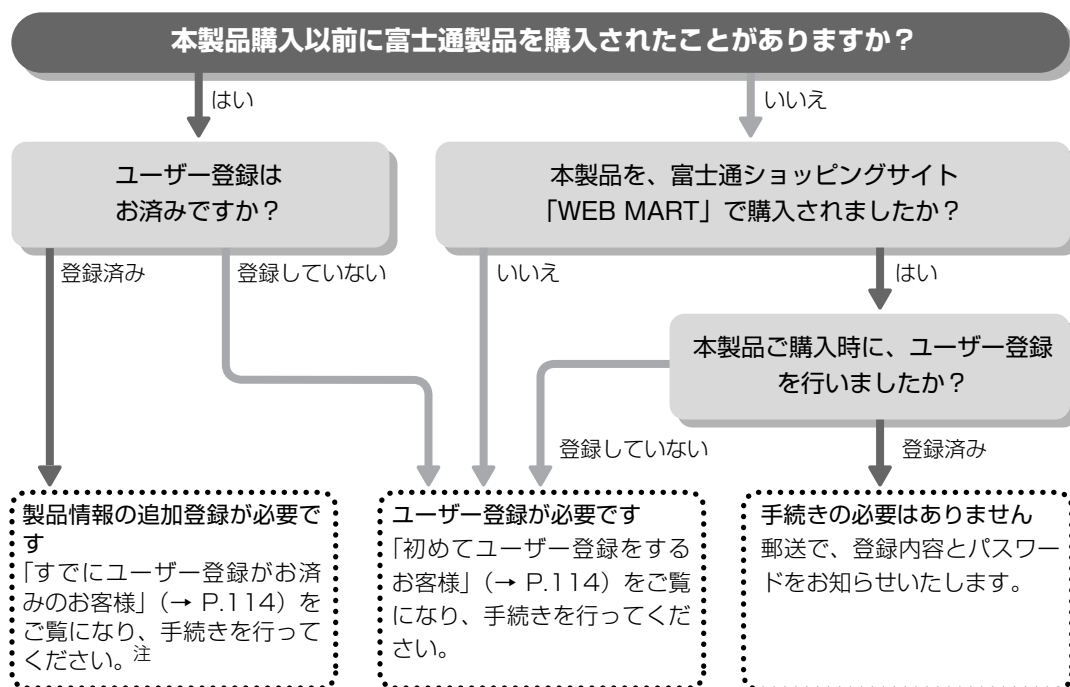 本製品購入以前に富士通製品を購入されたことがありますか？
はい
いいえ
ユーザー登録は
お済みですか？
本製品を、富士通ショッピングサイト
「WEB MART」で購入されましたか？
登録済み
登録していない
いいえ
はい
本製品ご購入時に、ユーザー登録
を行いましたか？
登録していない
登録済み
製品情報の追加登録が必要で
す
「すでにユーザー登録がお済
みのお客様」（→ P.114）を
ご覧になり、手続きを行って
ください。注
ユーザー登録が必要です
「初めてユーザー登録をする
お客様」（→ P.114）をご覧
になり、手続きを行ってくだ
さい。
手続きの必要はありません
郵送で、登録内容とパスワー
ドをお知らせいたします。